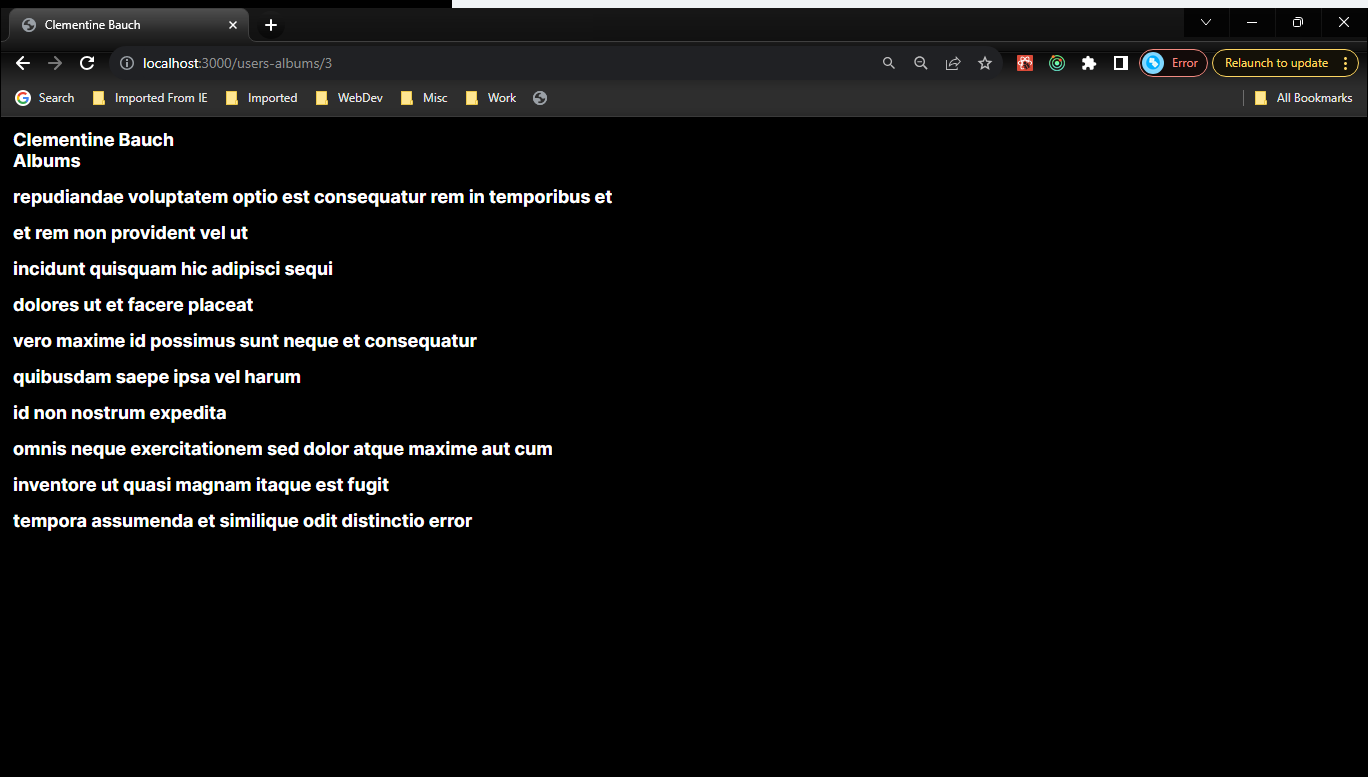 Clementine Bauch
localhost:3000/users-albums/3
Error
Relaunch to update
Search
Imported From IE
Imported
WebDev
Misc
Work
All Bookmarks
Clementine Bauch
Albums
repudiandae voluptatem optio est consequatur rem in temporibus et
et rem non provident vel ut
incidunt quisquam hic adipisci sequi
dolores ut et facere placeat
vero maxime id possimus sunt neque et consequatur
quibusdam saepe ipsa vel harum
id non nostrum expedita
omnis neque exercitationem sed dolor atque maxime aut cum
inventore ut quasi magnam itaque est fugit
tempora assumenda et similique odit distinctio error